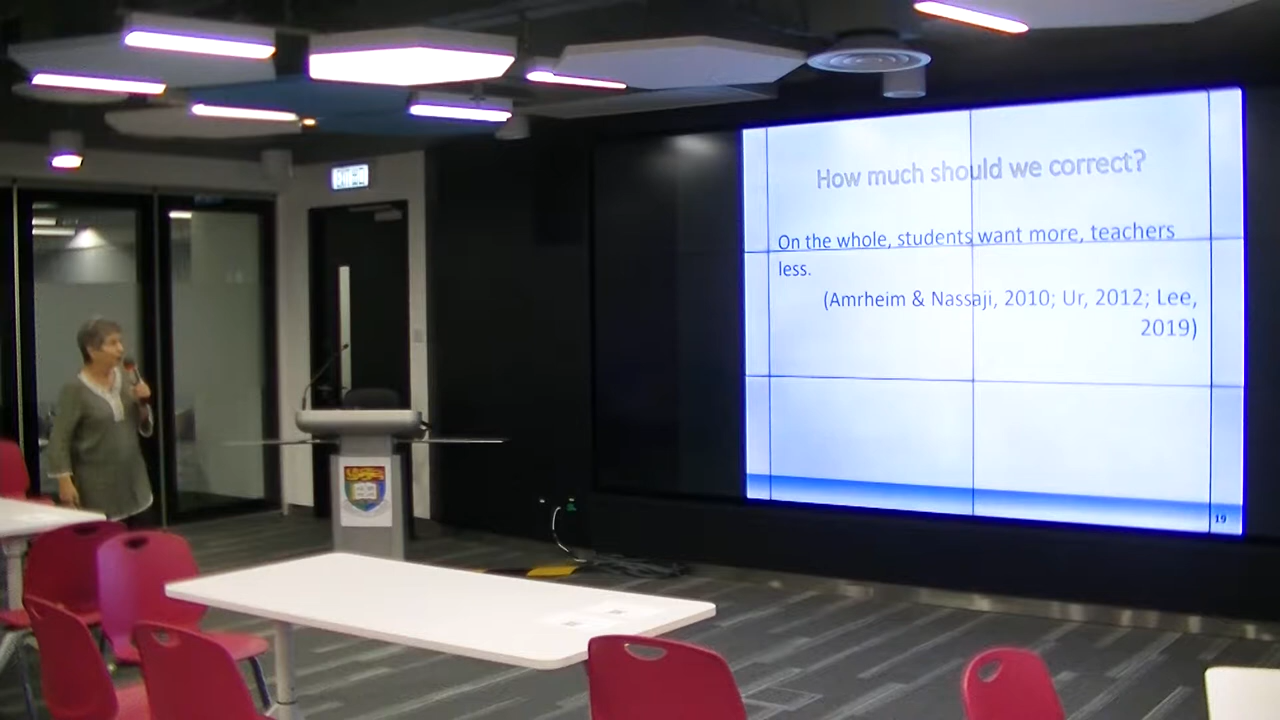 EXIT
How much should we correct?
On the whole, students want more, teachers
less.
(Amrheim & Nassaji, 2010; Ur, 2012; Lee,
2019)
19